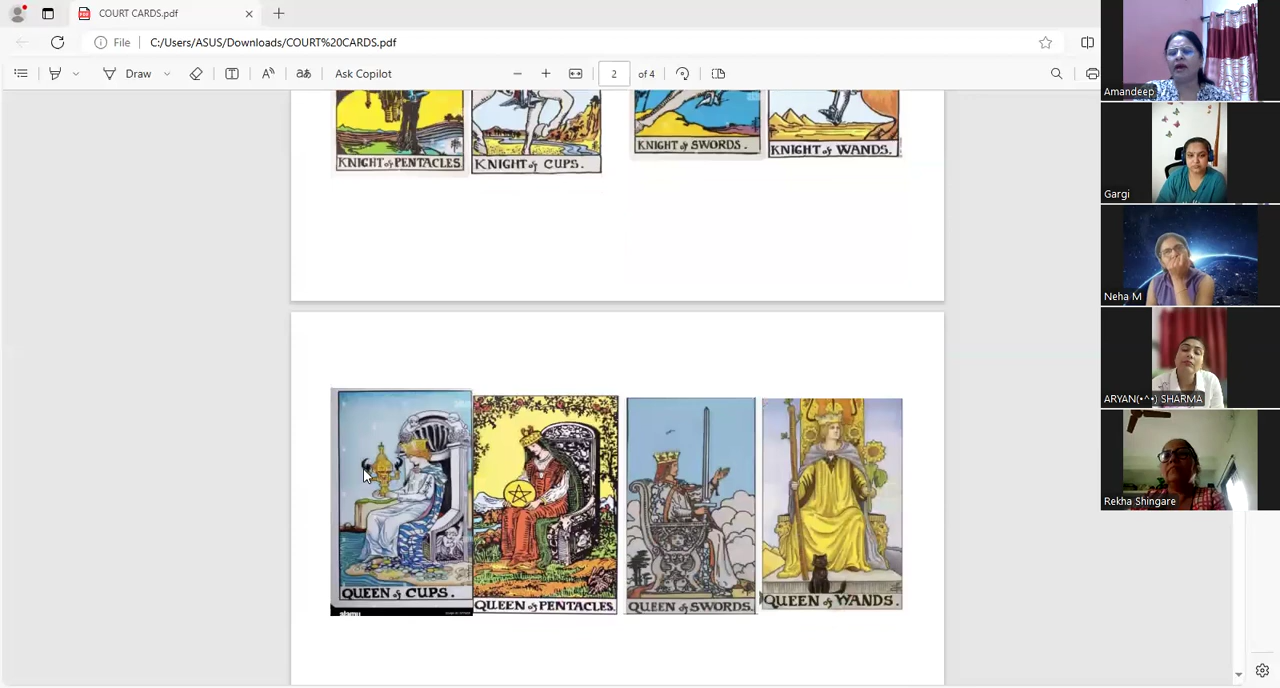 COURT CARDS.pdf
File
C:/Users/ASUS/Downloads/COURT%20CARDS.pdf
Draw
Ask Copilot
2
of 4
KNIGHT of PENTACLES
KNIGHT of CUPS.
KNIGHT of SWORDS.
KNIGHT of WANDS.
QUEEN of CUPS.
QUEEN of PENTACLES.
QUEEN of SWORDS.
QUEEN of WANDS.
alamy
Amandeep
Gargi
Neha M
ARYAN(•^•) SHARMA
Rekha Shingare